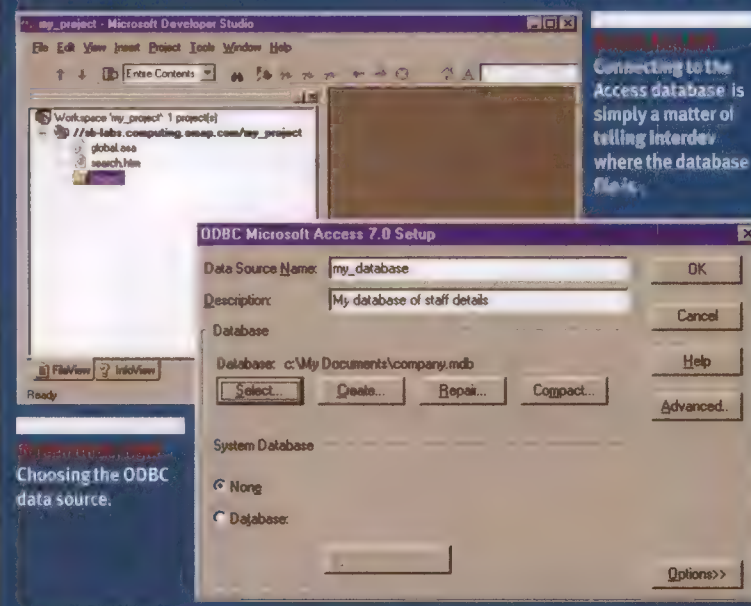 my_project - Microsoft Developer Studio
File Edit View Insert Project Tools Window Help
Entire Contents
Workspace 'my_project' 1 project(s)
//sb-labs.computing.emap.com/my_project
global.asa
search.htm
FileView InfoView
Ready
Connecting to the
Access database is
simply a matter of
telling Interdev
where the database
file is.
ODBC Microsoft Access 7.0 Setup
Data Source Name: my_database
OK
Description: My database of staff details
Cancel
Database
Database: c:\My Documents\company.mdb
Help
Select... Create... Repair... Compact...
Advanced..
System Database
None
Database:
Options>>
Choosing the ODBC
data source.